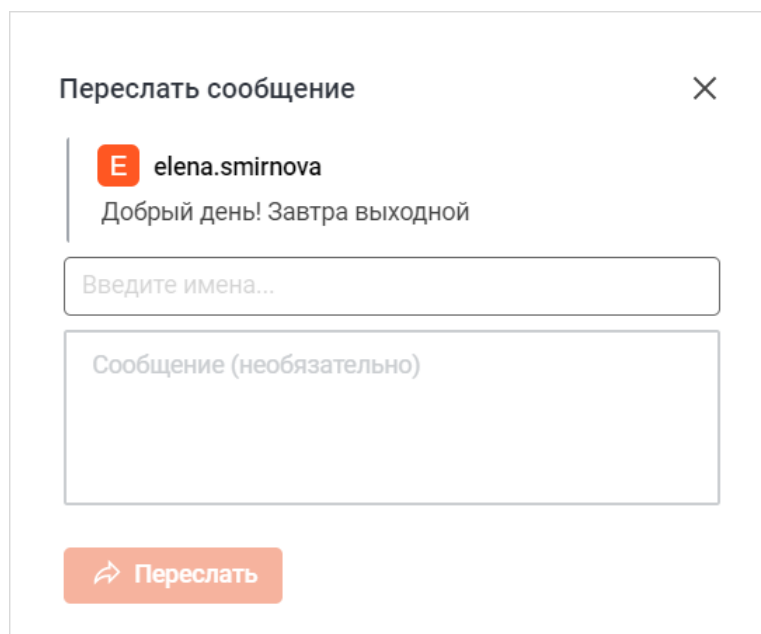 Переслать сообщение
E elena.smirnova
Добрый день! Завтра выходной
Введите имена...
Сообщение (необязательно)
Переслать